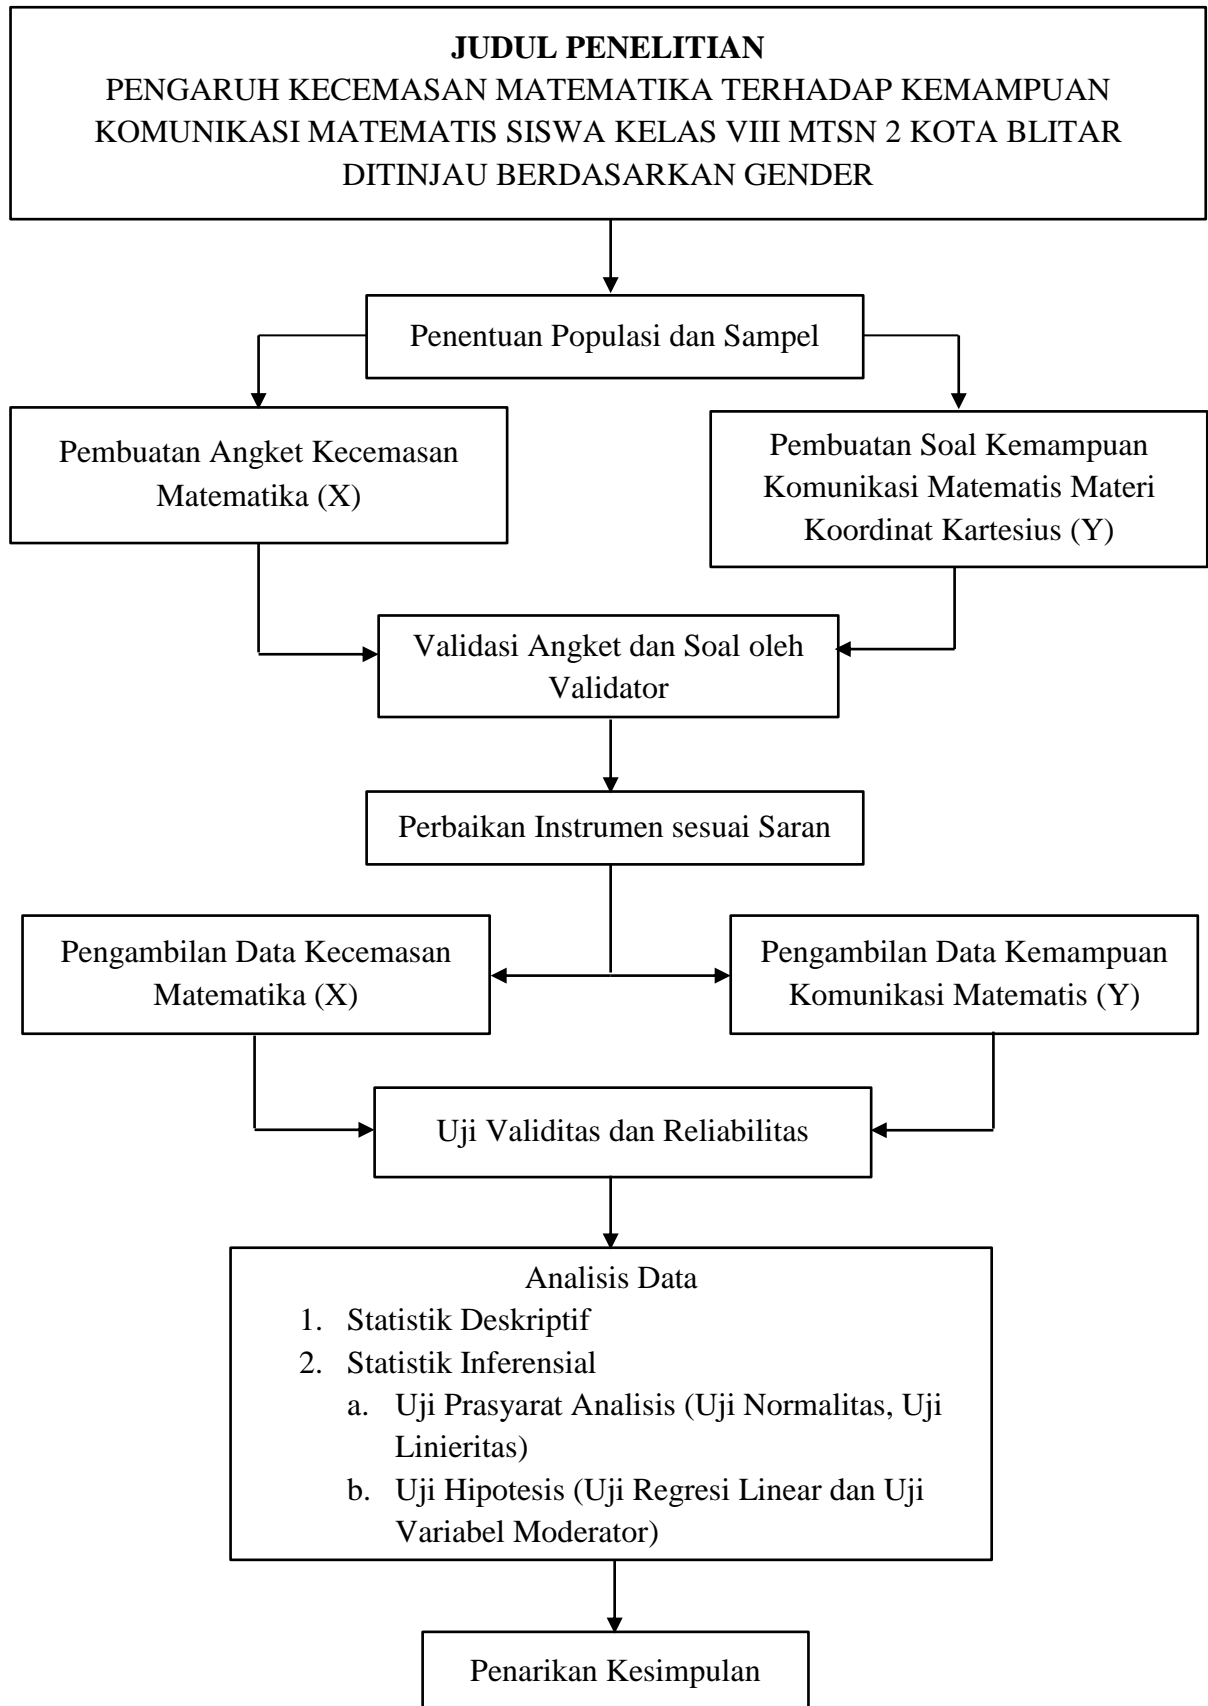 JUDUL PENELITIAN
PENGARUH KECEMASAN MATEMATIKA TERHADAP KEMAMPUAN
KOMUNIKASI MATEMATIS SISWA KELAS VIII MTSN 2 KOTA BLITAR
DITINJAU BERDASARKAN GENDER
Penentuan Populasi dan Sampel
Pembuatan Angket Kecemasan
Matematika (X)
Pembuatan Soal Kemampuan
Komunikasi Matematis Materi
Koordinat Kartesius (Y)
Validasi Angket dan Soal oleh
Validator
Perbaikan Instrumen sesuai Saran
Pengambilan Data Kecemasan
Matematika (X)
Pengambilan Data Kemampuan
Komunikasi Matematis (Y)
Uji Validitas dan Reliabilitas
Analisis Data
1. Statistik Deskriptif
2. Statistik Inferensial
a. Uji Prasyarat Analisis (Uji Normalitas, Uji
Linieritas)
b. Uji Hipotesis (Uji Regresi Linear dan Uji
Variabel Moderator)
Penarikan Kesimpulan